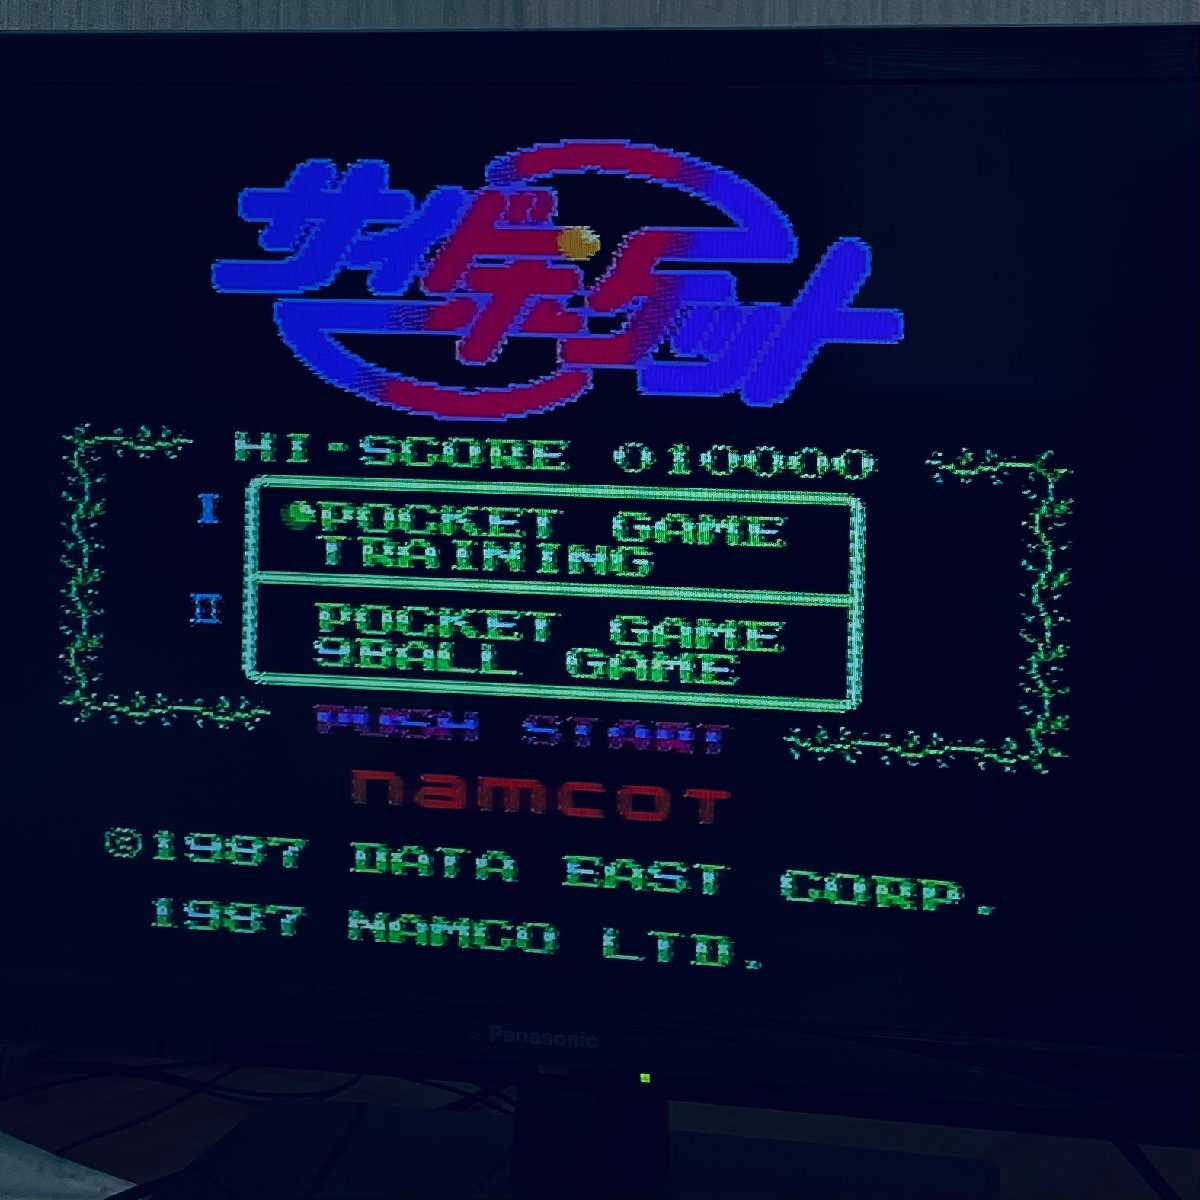 サイドポケット
HI-SCORE 010000
I
POCKET GAME
TRAINING
II
POCKET GAME
9BALL GAME
PUSH START
namcoT
©1987 DATA EAST CORP.
1987 NAMCO LTD.
Panasonic